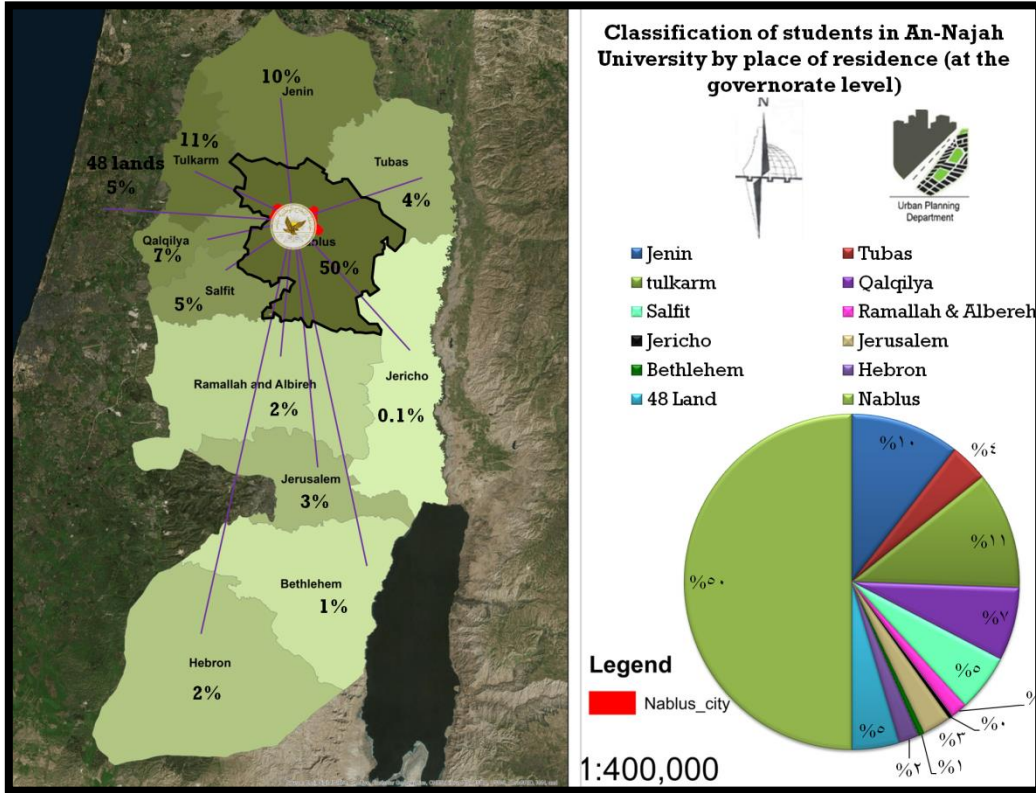 Classification of students in An-Najah
University by place of residence (at the
governorate level)
N
Urban Planning
Department
Jenin
Tubas
tulkarm
Qalqilya
Salfit
Ramallah & Albereh
Jericho
Jerusalem
Bethlehem
Hebron
48 Land
Nablus
%١٠
%٤
%١١
%٧
%٥
%
%٠
%٣
%١
%٢
%٥
%٥٠
Legend
Nablus_city
1:400,000
10%
Jenin
11%
Tulkarm
48 lands
5%
Tubas
4%
Qalqilya
7%
blus
50%
Salfit
5%
Ramallah and Albireh
2%
Jericho
0.1%
Jerusalem
3%
Bethlehem
1%
Hebron
2%